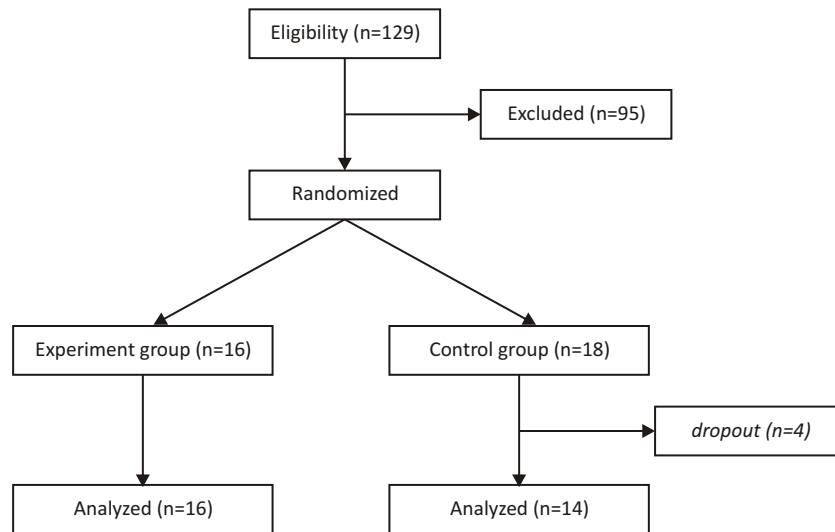 Eligibility (n=129)
Excluded (n=95)
Randomized
Experiment group (n=16)
Control group (n=18)
dropout (n=4)
Analyzed (n=16)
Analyzed (n=14)